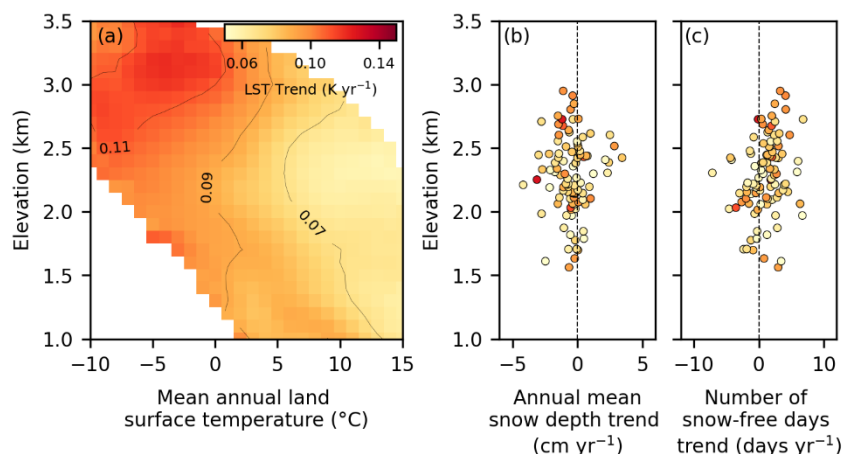 (a)
0.06 0.10 0.14
LST Trend (K yr⁻¹)
0.11
0.09
0.07
Elevation (km)
3.5
3.0
2.5
2.0
1.5
1.0
−10 −5 0 5 10 15
Mean annual land
surface temperature (°C)
(b)
Elevation (km)
3.5
3.0
2.5
2.0
1.5
1.0
−5 0 5
Annual mean
snow depth trend
(cm yr⁻¹)
(c)
−10 0 10
Number of
snow-free days
trend (days yr⁻¹)